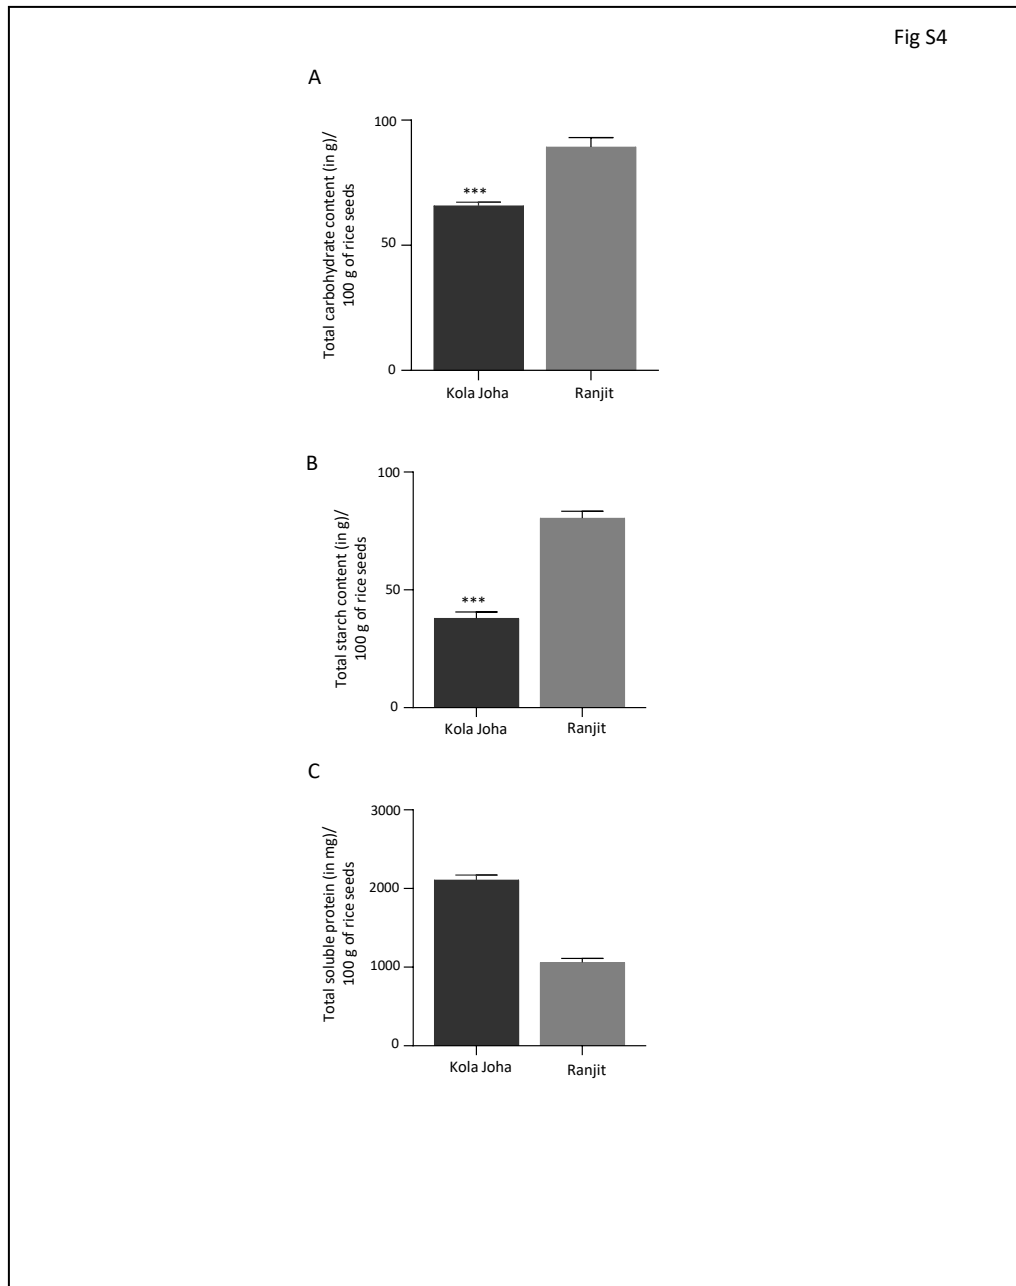 Fig S4
A
Total carbohydrate content (in g)/
100 g of rice seeds
100
50
0
***
Kola Joha
Ranjit
B
Total starch content (in g)/
100 g of rice seeds
100
50
0
***
Kola Joha
Ranjit
C
Total soluble protein (in mg)/
100 g of rice seeds
3000
2000
1000
0
Kola Joha
Ranjit